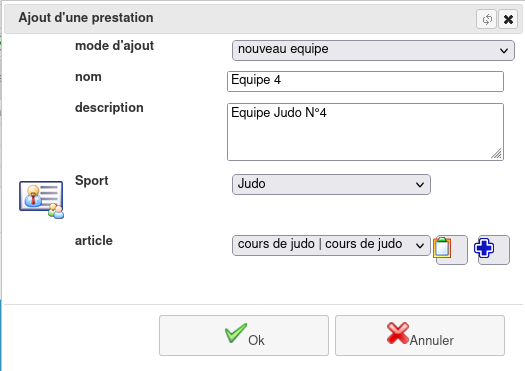 Ajout d'une prestation
mode d'ajout
nouveau equipe
nom
Equipe 4
description
Equipe Judo N°4
Sport
Judo
article
cours de judo | cours de judo
Ok
Annuler